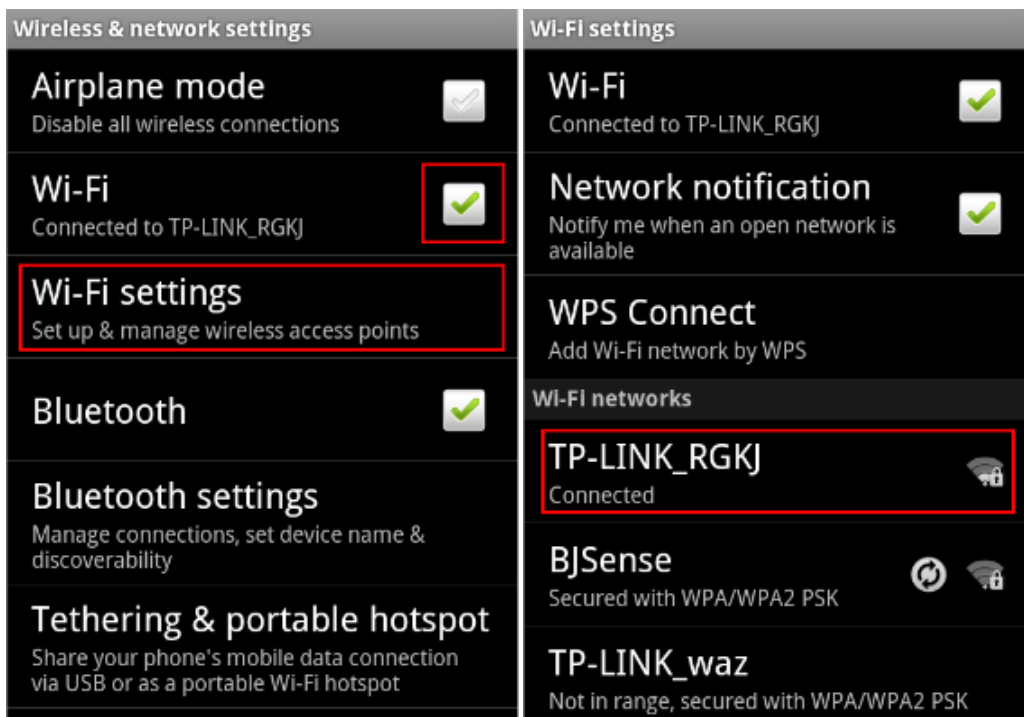 Wireless & network settings
Airplane mode
Disable all wireless connections
Wi-Fi
Connected to TP-LINK_RGKJ
Wi-Fi settings
Set up & manage wireless access points
Bluetooth
Bluetooth settings
Manage connections, set device name &
discoverability
Tethering & portable hotspot
Share your phone's mobile data connection
via USB or as a portable Wi-Fi hotspot
Wi-Fi settings
Wi-Fi
Connected to TP-LINK_RGKJ
Network notification
Notify me when an open network is
available
WPS Connect
Add Wi-Fi network by WPS
Wi-Fi networks
TP-LINK_RGKJ
Connected
BJSense
Secured with WPA/WPA2 PSK
TP-LINK_waz
Not in range, secured with WPA/WPA2 PSK